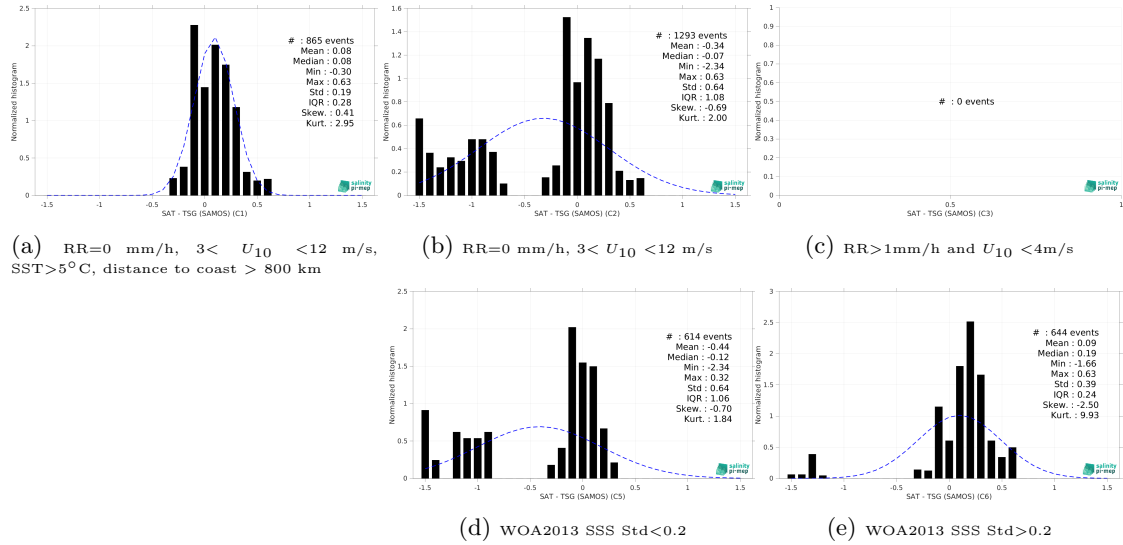 2.5
2
1.5
1
0.5
0
Normalized histogram
# : 865 events
Mean : 0.08
Median : 0.08
Min : -0.30
Max : 0.63
Std : 0.19
IQR : 0.28
Skew. : 0.41
Kurt. : 2.95
salinity
pi-mep
-1.5 -1 -0.5 0 0.5 1 1.5
SAT - TSG (SAMOS) (C1)
(a) RR=0 mm/h, 3< U10 <12 m/s,
SST>5°C, distance to coast > 800 km
1.6
1.4
1.2
1
0.8
0.6
0.4
0.2
0
Normalized histogram
# : 1293 events
Mean : -0.34
Median : -0.07
Min : -2.34
Max : 0.63
Std : 0.64
IQR : 1.08
Skew. : -0.69
Kurt. : 2.00
salinity
pi-mep
-1.5 -1 -0.5 0 0.5 1 1.5
SAT - TSG (SAMOS) (C2)
(b) RR=0 mm/h, 3< U10 <12 m/s
1
0.9
0.8
0.7
0.6
0.5
0.4
0.3
0.2
0.1
0
Normalized histogram
# : 0 events
salinity
pi-mep
0 0.5 1
SAT - TSG (SAMOS) (C3)
(c) RR>1mm/h and U10 <4m/s
2.5
2
1.5
1
0.5
0
Normalized histogram
# : 614 events
Mean : -0.44
Median : -0.12
Min : -2.34
Max : 0.32
Std : 0.64
IQR : 1.06
Skew. : -0.70
Kurt. : 1.84
salinity
pi-mep
-1.5 -1 -0.5 0 0.5 1 1.5
SAT - TSG (SAMOS) (C5)
(d) WOA2013 SSS Std<0.2
3
2.5
2
1.5
1
0.5
0
Normalized histogram
# : 644 events
Mean : 0.09
Median : 0.19
Min : -1.66
Max : 0.63
Std : 0.39
IQR : 0.24
Skew. : -2.50
Kurt. : 9.93
salinity
pi-mep
-1.5 -1 -0.5 0 0.5 1 1.5
SAT - TSG (SAMOS) (C6)
(e) WOA2013 SSS Std>0.2